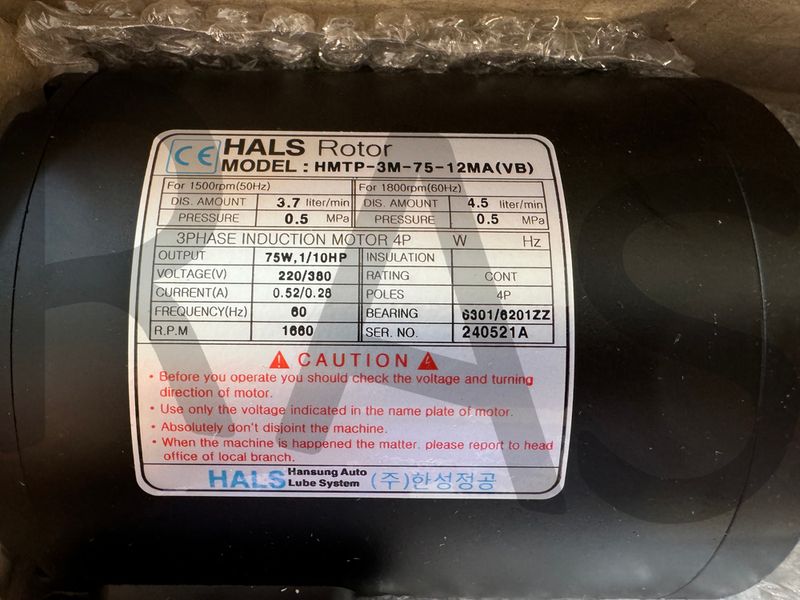 CE HALS Rotor
MODEL : HMTP-3M-75-12MA(VB)
For 1500rpm(50Hz) For 1800rpm(60Hz)
DIS. AMOUNT 3.7 liter/min DIS. AMOUNT 4.5 liter/min
PRESSURE 0.5 MPa PRESSURE 0.5 MPa
3PHASE INDUCTION MOTOR 4P W Hz
OUTPUT 75W,1/10HP INSULATION
VOLTAGE(V) 220/380 RATING CONT
CURRENT(A) 0.52/0.28 POLES 4P
FREQUENCY(Hz) 60 BEARING 6301/6201ZZ
R.P.M 1660 SER. NO. 240521A
CAUTION
• Before you operate you should check the voltage and turning
direction of motor.
• Use only the voltage indicated in the name plate of motor.
• Absolutely don't disjoint the machine.
• When the machine is happened the matter. please report to head
office of local branch.
HALS Hansung Auto
Lube System (주)한성정공
RAS